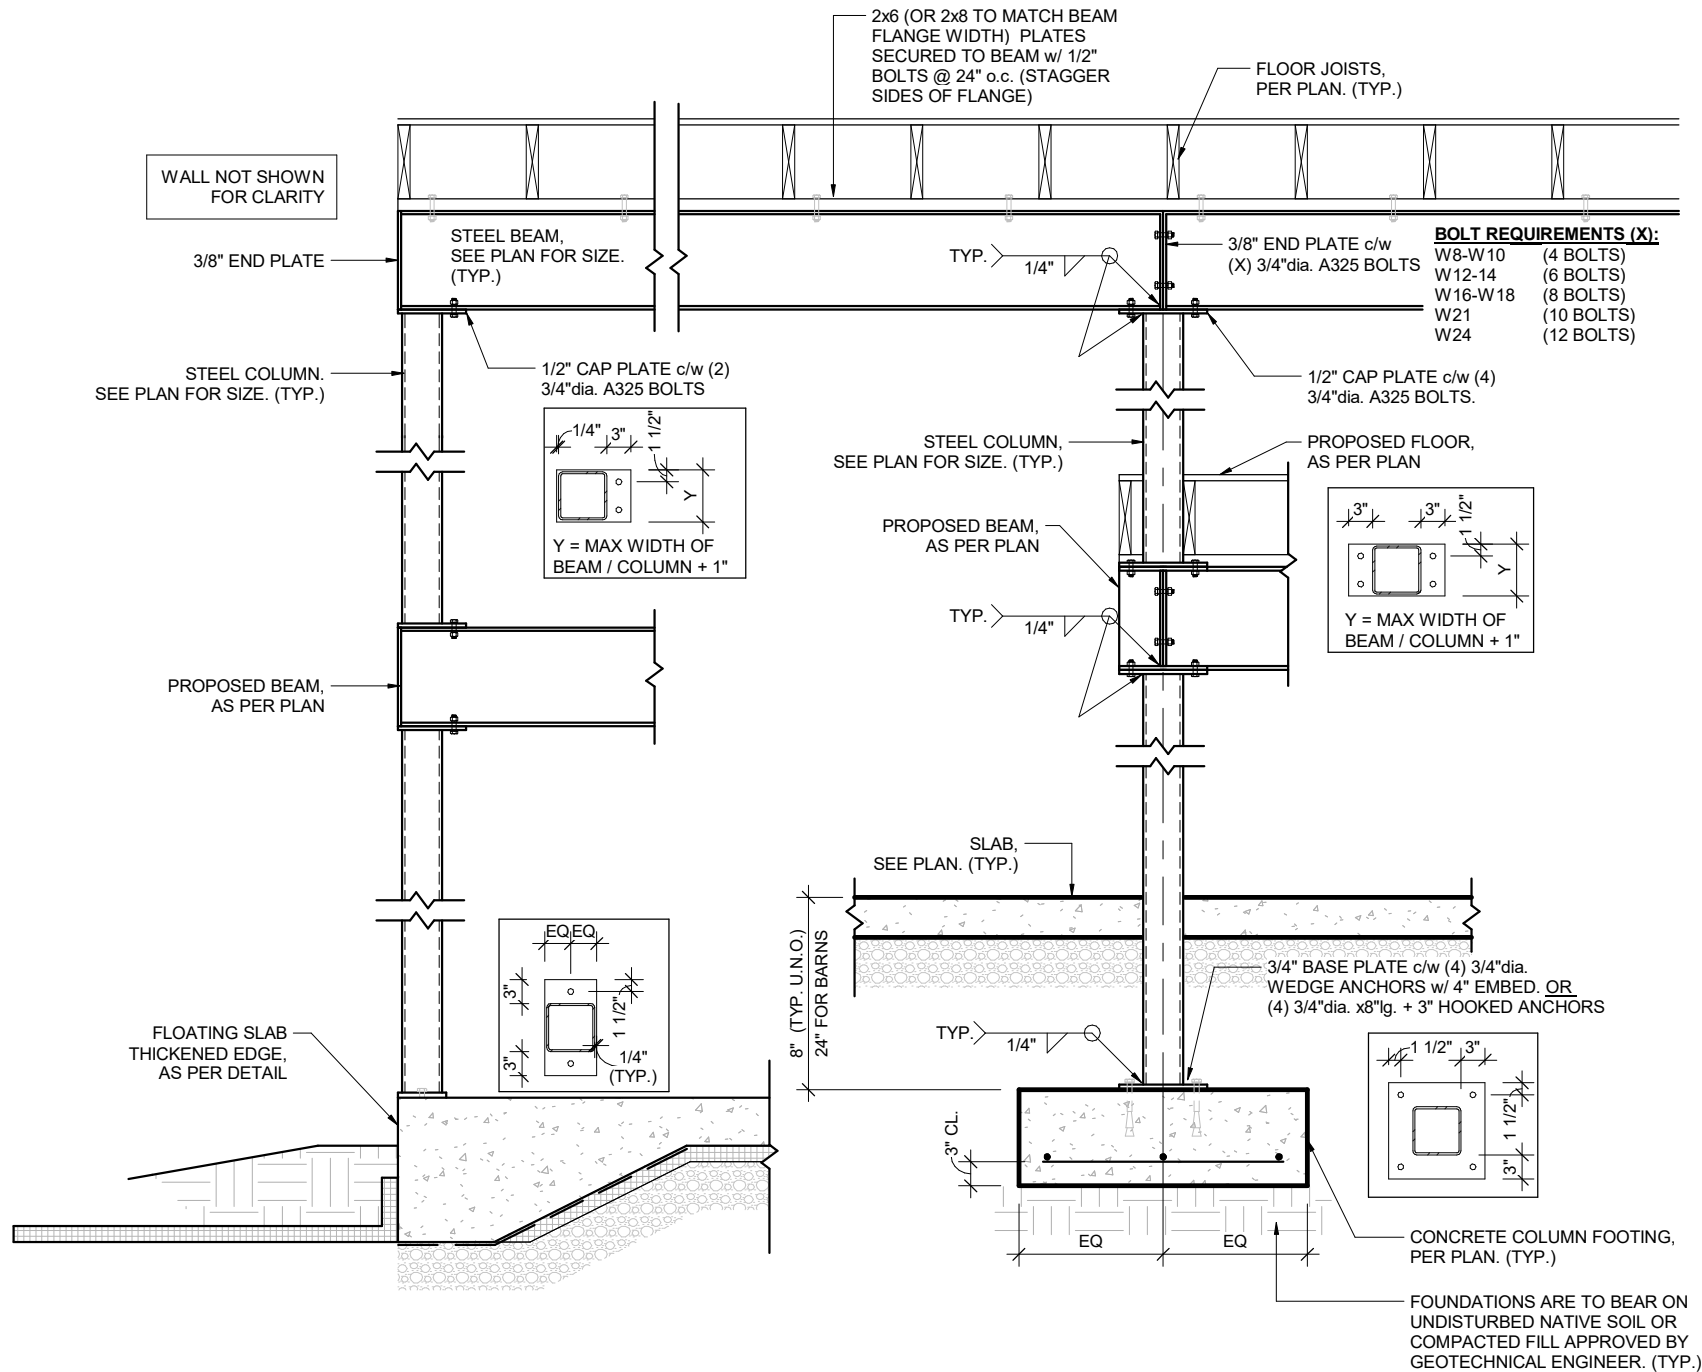 2x6 (OR 2x8 TO MATCH BEAM
FLANGE WIDTH) PLATES
SECURED TO BEAM w/ 1/2"
BOLTS @ 24" o.c. (STAGGER
SIDES OF FLANGE)
FLOOR JOISTS,
PER PLAN. (TYP.)
WALL NOT SHOWN
FOR CLARITY
3/8" END PLATE
STEEL BEAM,
SEE PLAN FOR SIZE.
(TYP.)
TYP.
1/4"
3/8" END PLATE c/w
(X) 3/4"dia. A325 BOLTS
BOLT REQUIREMENTS (X):
W8-W10 (4 BOLTS)
W12-14 (6 BOLTS)
W16-W18 (8 BOLTS)
W21 (10 BOLTS)
W24 (12 BOLTS)
STEEL COLUMN.
SEE PLAN FOR SIZE. (TYP.)
1/2" CAP PLATE c/w (2)
3/4"dia. A325 BOLTS
1/2" CAP PLATE c/w (4)
3/4"dia. A325 BOLTS.
1/4"
3"
1 1/2"
Y
Y = MAX WIDTH OF
BEAM / COLUMN + 1"
STEEL COLUMN,
SEE PLAN FOR SIZE. (TYP.)
PROPOSED FLOOR,
AS PER PLAN
PROPOSED BEAM,
AS PER PLAN
3"
3"
1 1/2"
Y
Y = MAX WIDTH OF
BEAM / COLUMN + 1"
TYP.
1/4"
PROPOSED BEAM,
AS PER PLAN
SLAB,
SEE PLAN. (TYP.)
8" (TYP. U.N.O.)
24" FOR BARNS
EQ
EQ
3"
1 1/2"
3"
1/4"
(TYP.)
3/4" BASE PLATE c/w (4) 3/4"dia.
WEDGE ANCHORS w/ 4" EMBED. OR
(4) 3/4"dia. x8"lg. + 3" HOOKED ANCHORS
TYP.
1/4"
FLOATING SLAB
THICKENED EDGE,
AS PER DETAIL
1 1/2"
3"
1 1/2"
3"
3" CL.
EQ
EQ
CONCRETE COLUMN FOOTING,
PER PLAN. (TYP.)
FOUNDATIONS ARE TO BEAR ON
UNDISTURBED NATIVE SOIL OR
COMPACTED FILL APPROVED BY
GEOTECHNICAL ENGINEER. (TYP.)